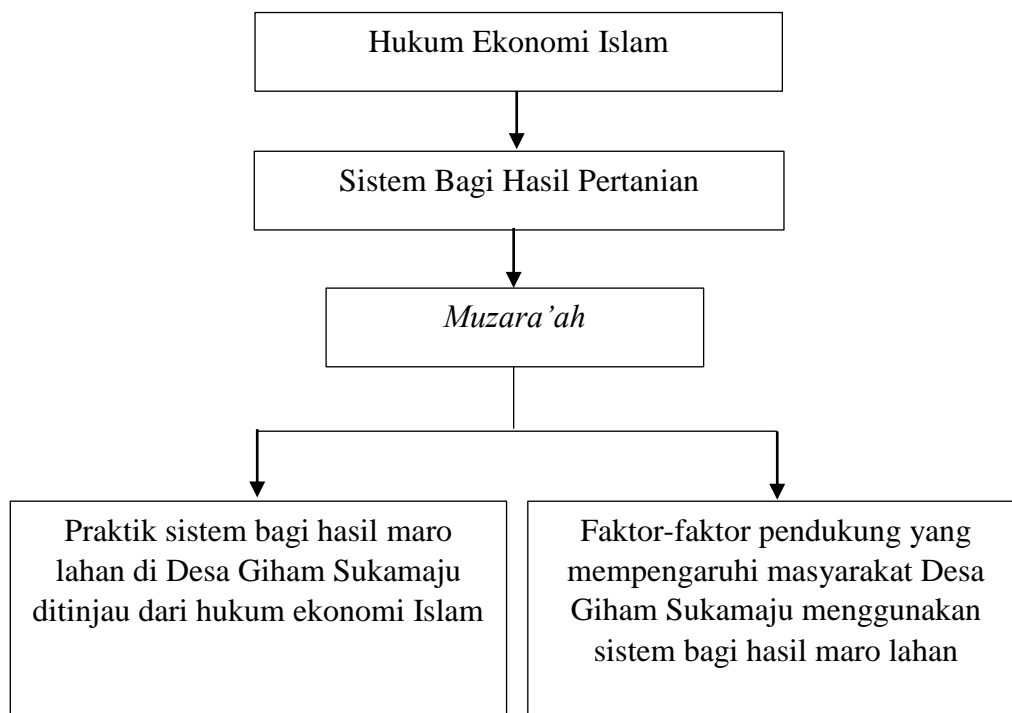 Hukum Ekonomi Islam
Sistem Bagi Hasil Pertanian
Muzara’ah
Praktik sistem bagi hasil maro
lahan di Desa Giham Sukamaju
ditinjau dari hukum ekonomi Islam
Faktor-faktor pendukung yang
mempengaruhi masyarakat Desa
Giham Sukamaju menggunakan
sistem bagi hasil maro lahan